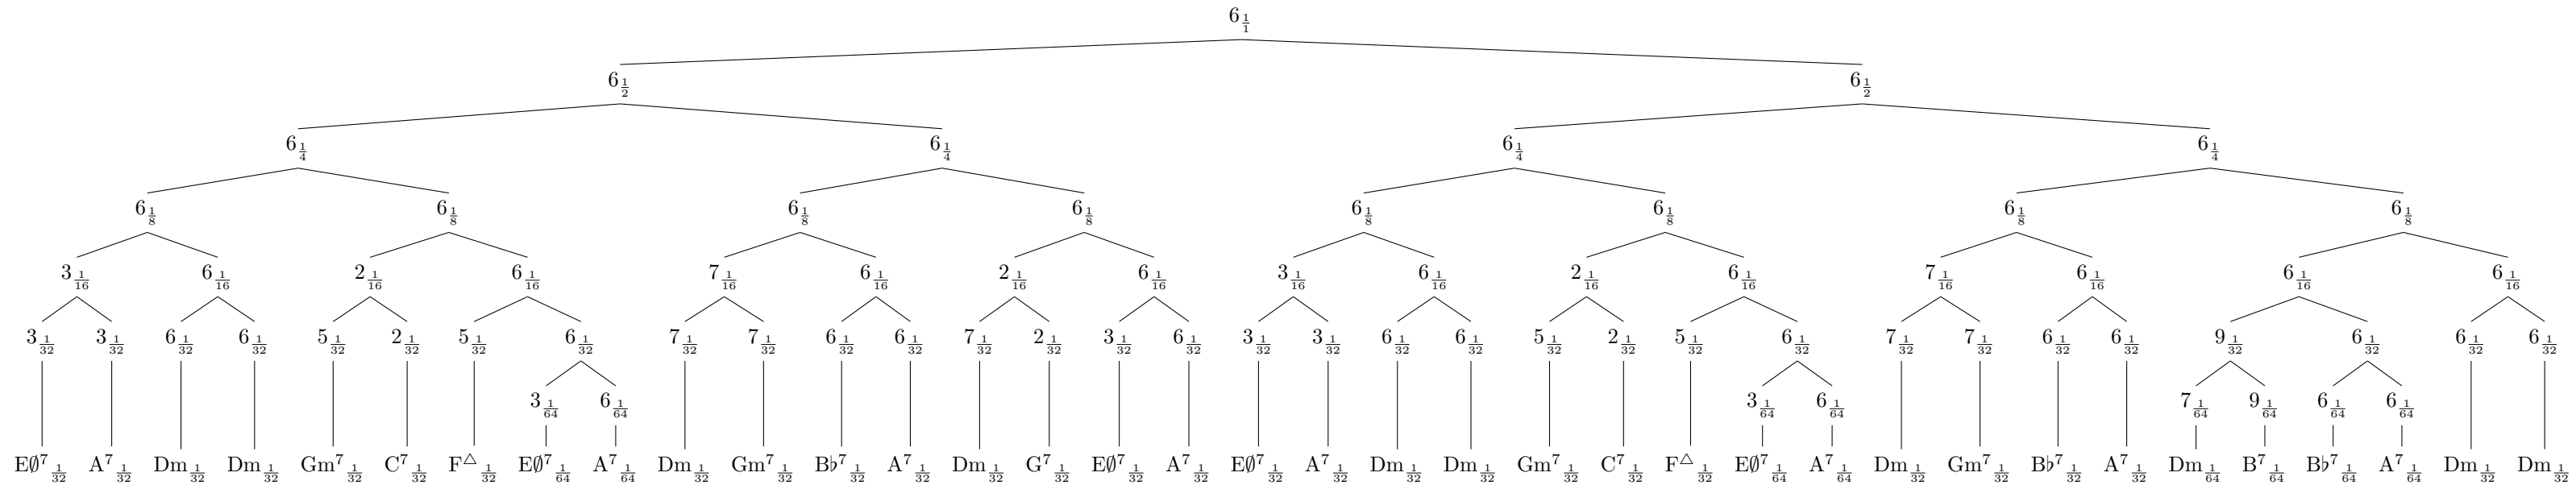 6 1/1
6 1/2 6 1/2
6 1/4 6 1/4 6 1/4 6 1/4
6 1/8 6 1/8 6 1/8 6 1/8 6 1/8 6 1/8 6 1/8 6 1/8
3 1/16 6 1/16 2 1/16 6 1/16 7 1/16 6 1/16 2 1/16 6 1/16 3 1/16 6 1/16 2 1/16 6 1/16 7 1/16 6 1/16 6 1/16 6 1/16
3 1/32 3 1/32 6 1/32 6 1/32 5 1/32 2 1/32 5 1/32 6 1/32 7 1/32 7 1/32 6 1/32 6 1/32 7 1/32 2 1/32 3 1/32 6 1/32 3 1/32 3 1/32 6 1/32 6 1/32 5 1/32 2 1/32 5 1/32 6 1/32 7 1/32 7 1/32 6 1/32 6 1/32 9 1/32 6 1/32 6 1/32 6 1/32
3 1/64 6 1/64 3 1/64 6 1/64 7 1/64 9 1/64 6 1/64 6 1/64
E∅⁷ 1/32 A⁷ 1/32 Dm 1/32 Dm 1/32 Gm⁷ 1/32 C⁷ 1/32 F△ 1/32 E∅⁷ 1/64 A⁷ 1/64 Dm 1/32 Gm⁷ 1/32 B♭⁷ 1/32 A⁷ 1/32 Dm 1/32 G⁷ 1/32 E∅⁷ 1/32 A⁷ 1/32 E∅⁷ 1/32 A⁷ 1/32 Dm 1/32 Dm 1/32 Gm⁷ 1/32 C⁷ 1/32 F△ 1/32 E∅⁷ 1/64 A⁷ 1/64 Dm 1/32 Gm⁷ 1/32 B♭⁷ 1/32 A⁷ 1/32 Dm 1/64 B⁷ 1/64 B♭⁷ 1/64 A⁷ 1/64 Dm 1/32 Dm 1/32